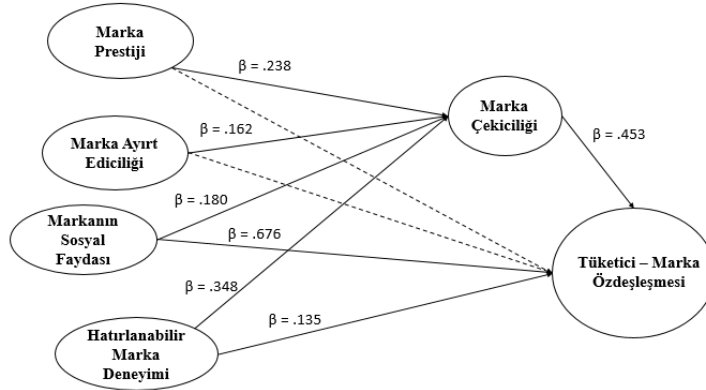 Marka
Prestiji
β = .238
Marka
Çekiciliği
β = .453
Marka Ayırt
Ediciliği
β = .162
β = .180
Markanın
Sosyal
Faydası
β = .676
Tüketici – Marka
Özdeşleşmesi
β = .348
β = .135
Hatırlanabilir
Marka
Deneyimi